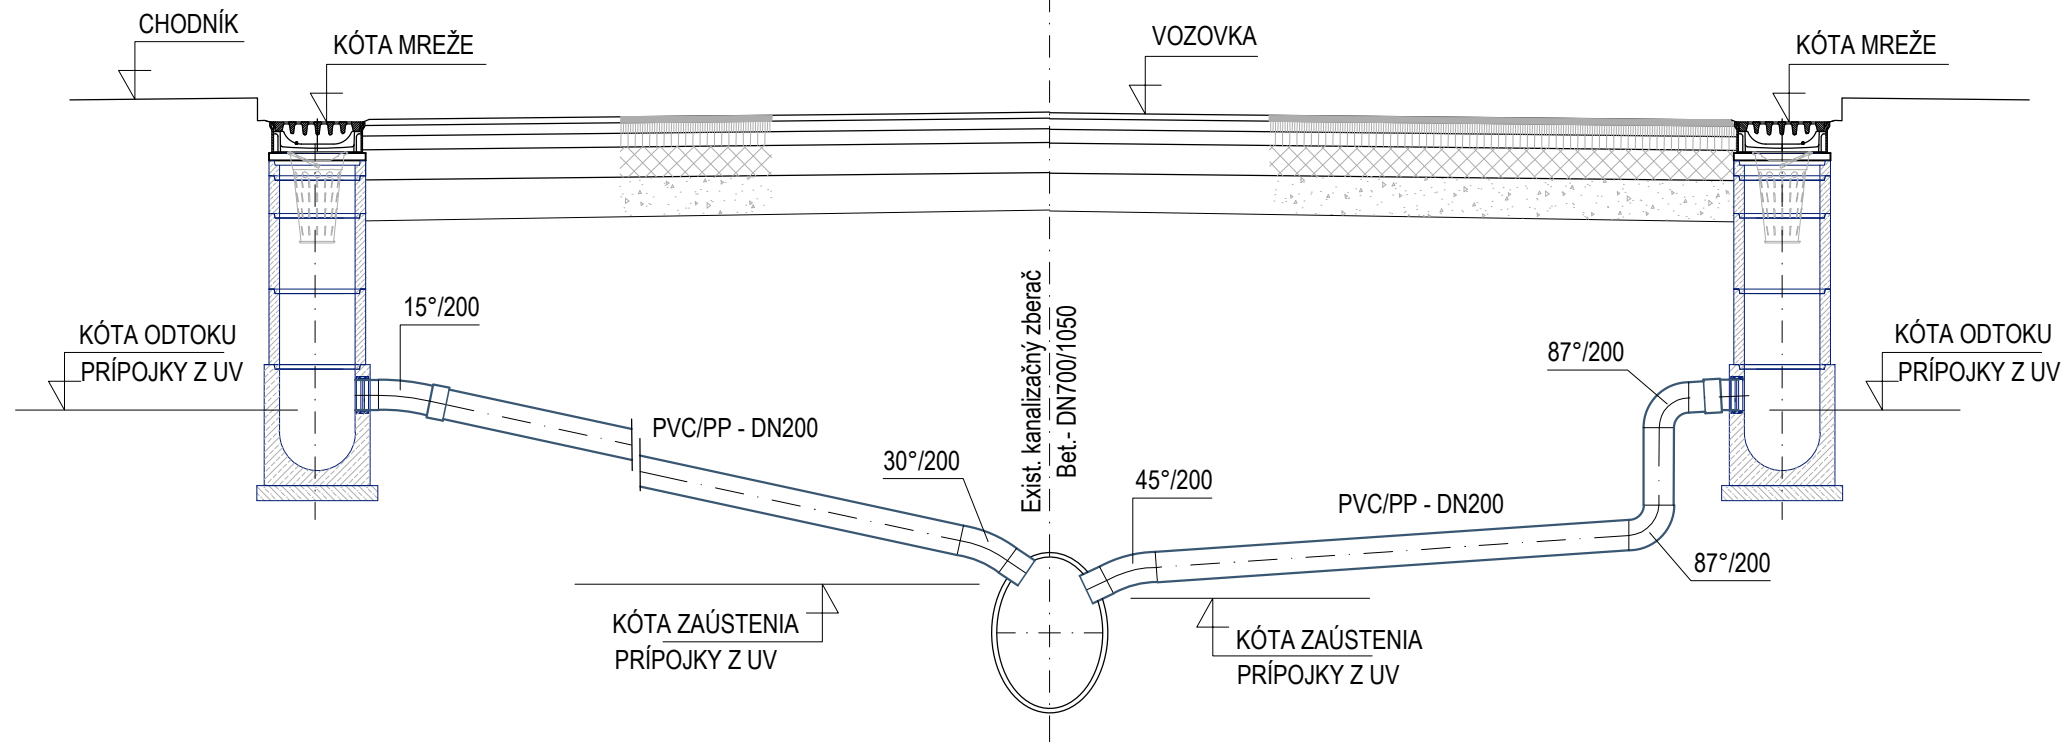 CHODNÍK
KÓTA MREŽE
VOZOVKA
KÓTA MREŽE
15°/200
KÓTA ODTOKU
PRÍPOJKY Z UV
PVC/PP - DN200
30°/200
Exist. kanalizačný zberač
Bet.- DN700/1050
45°/200
PVC/PP - DN200
87°/200
87°/200
KÓTA ODTOKU
PRÍPOJKY Z UV
KÓTA ZAÚSTENIA
PRÍPOJKY Z UV
KÓTA ZAÚSTENIA
PRÍPOJKY Z UV